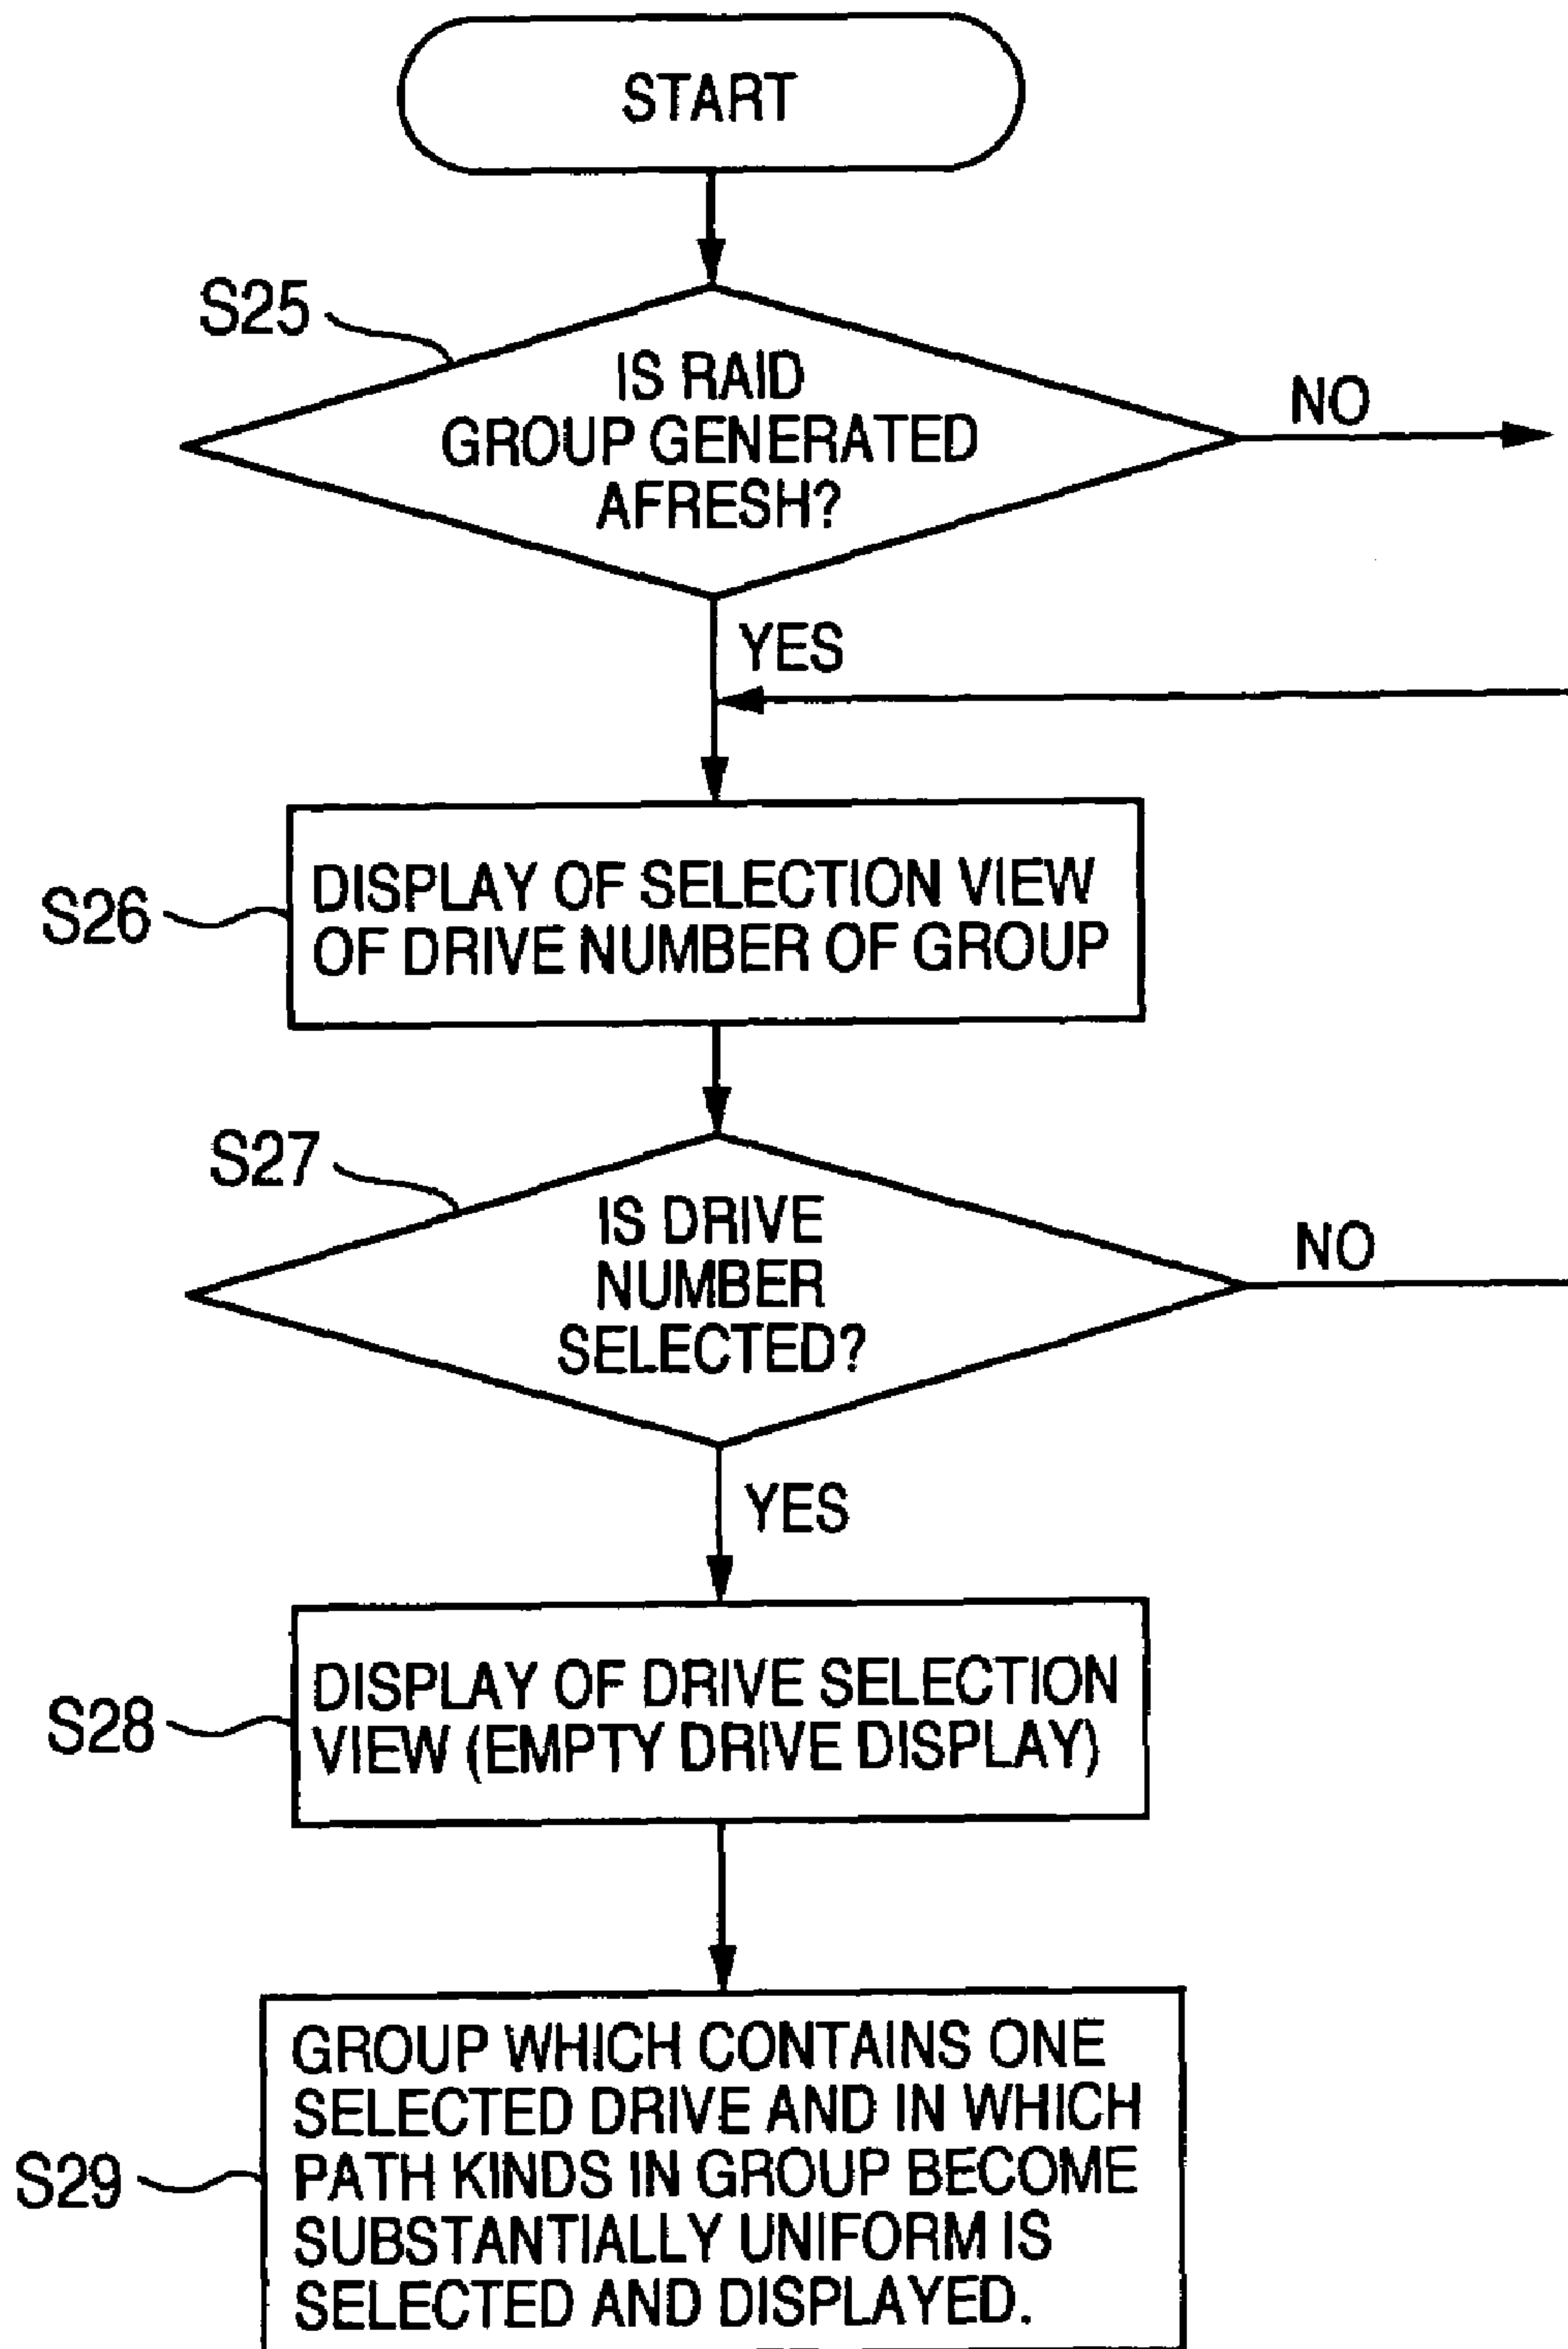 START
S25
IS RAID
GROUP GENERATED
AFRESH?
NO
YES
S26
DISPLAY OF SELECTION VIEW
OF DRIVE NUMBER OF GROUP
S27
IS DRIVE
NUMBER
SELECTED?
NO
YES
S28
DISPLAY OF DRIVE SELECTION
VIEW (EMPTY DRIVE DISPLAY)
S29
GROUP WHICH CONTAINS ONE
SELECTED DRIVE AND IN WHICH
PATH KINDS IN GROUP BECOME
SUBSTANTIALLY UNIFORM IS
SELECTED AND DISPLAYED.